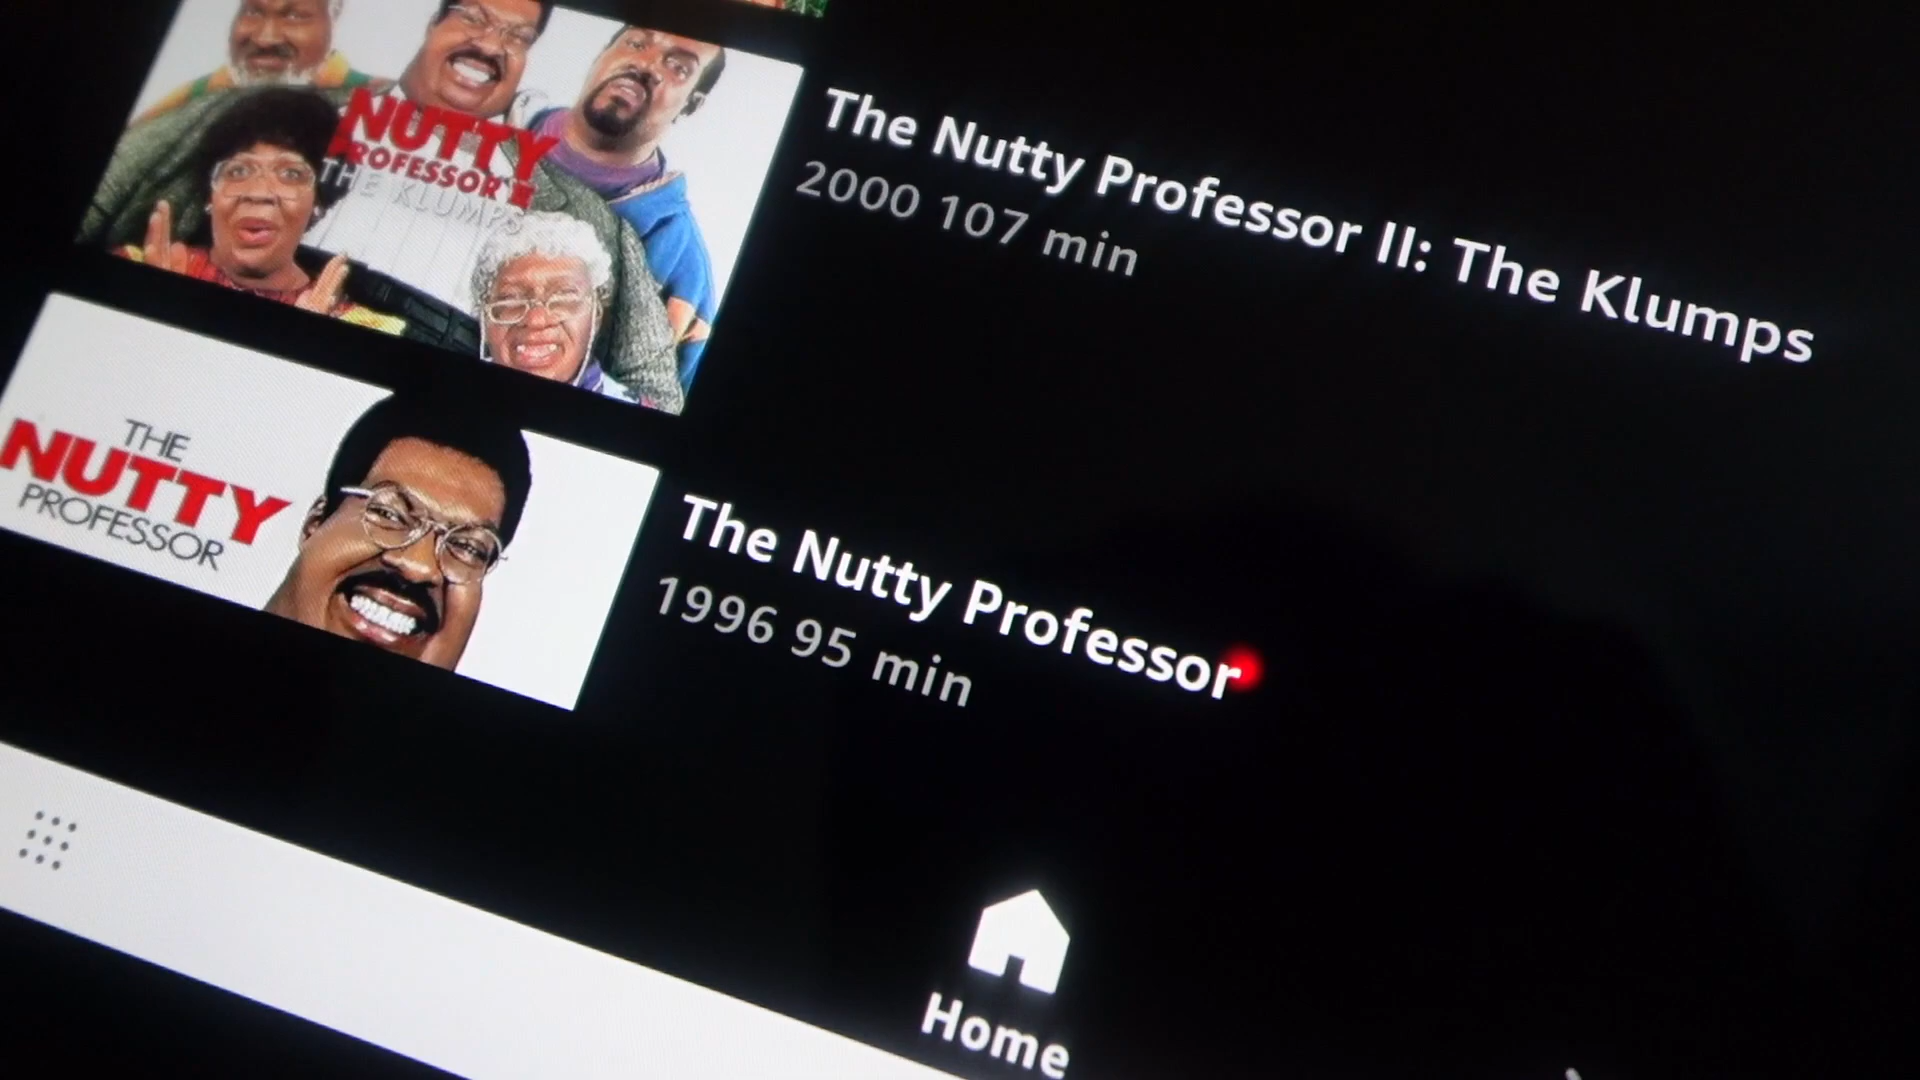 NUTTY
PROFESSOR II
THE KLUMPS
The Nutty Professor II: The Klumps
2000 107 min
THE
NUTTY
PROFESSOR
The Nutty Professor
1996 95 min
Home